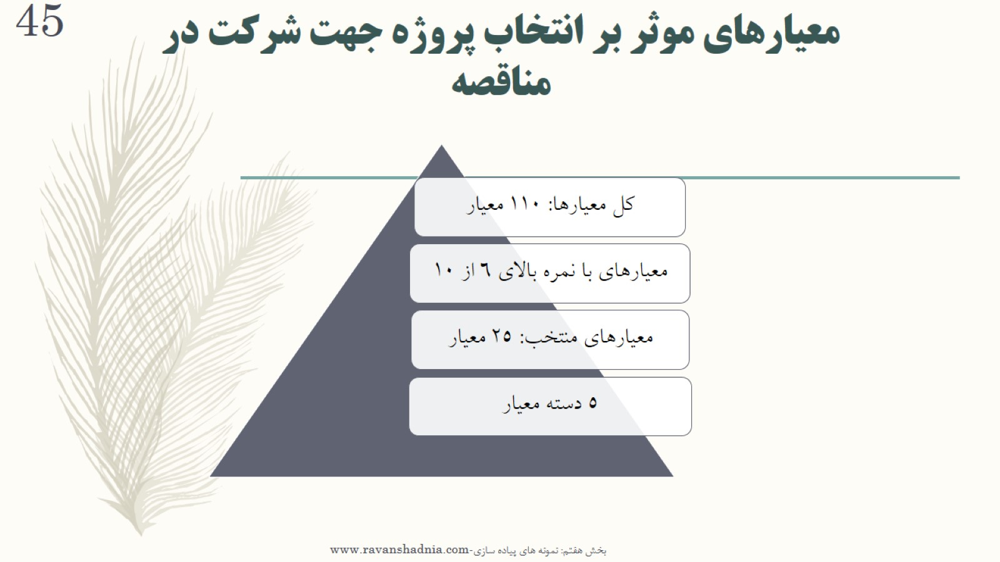 45
معیارهای موثر بر انتخاب پروژه جهت شرکت در
مناقصه
کل معیارها: ۱۱۰ معیار
معیارهای با نمره بالای ٦ از ۱۰
معیارهای منتخب: ۲۵ معیار
۵ دسته معیار
بخش هفتم: نمونه های پیاده سازی-www.ravanshadnia.com